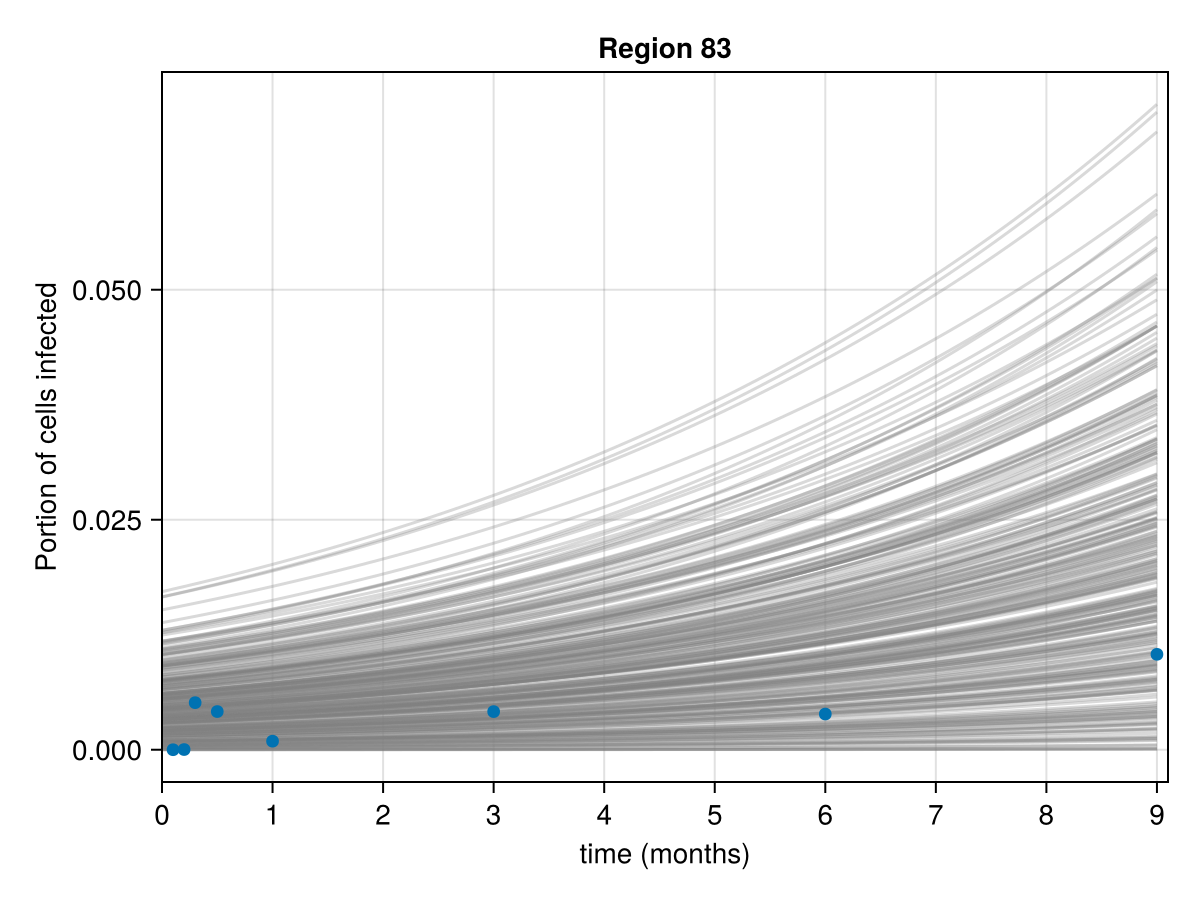 Region 83
Portion of cells infected
0.050
0.025
0.000
0 1 2 3 4 5 6 7 8 9
time (months)